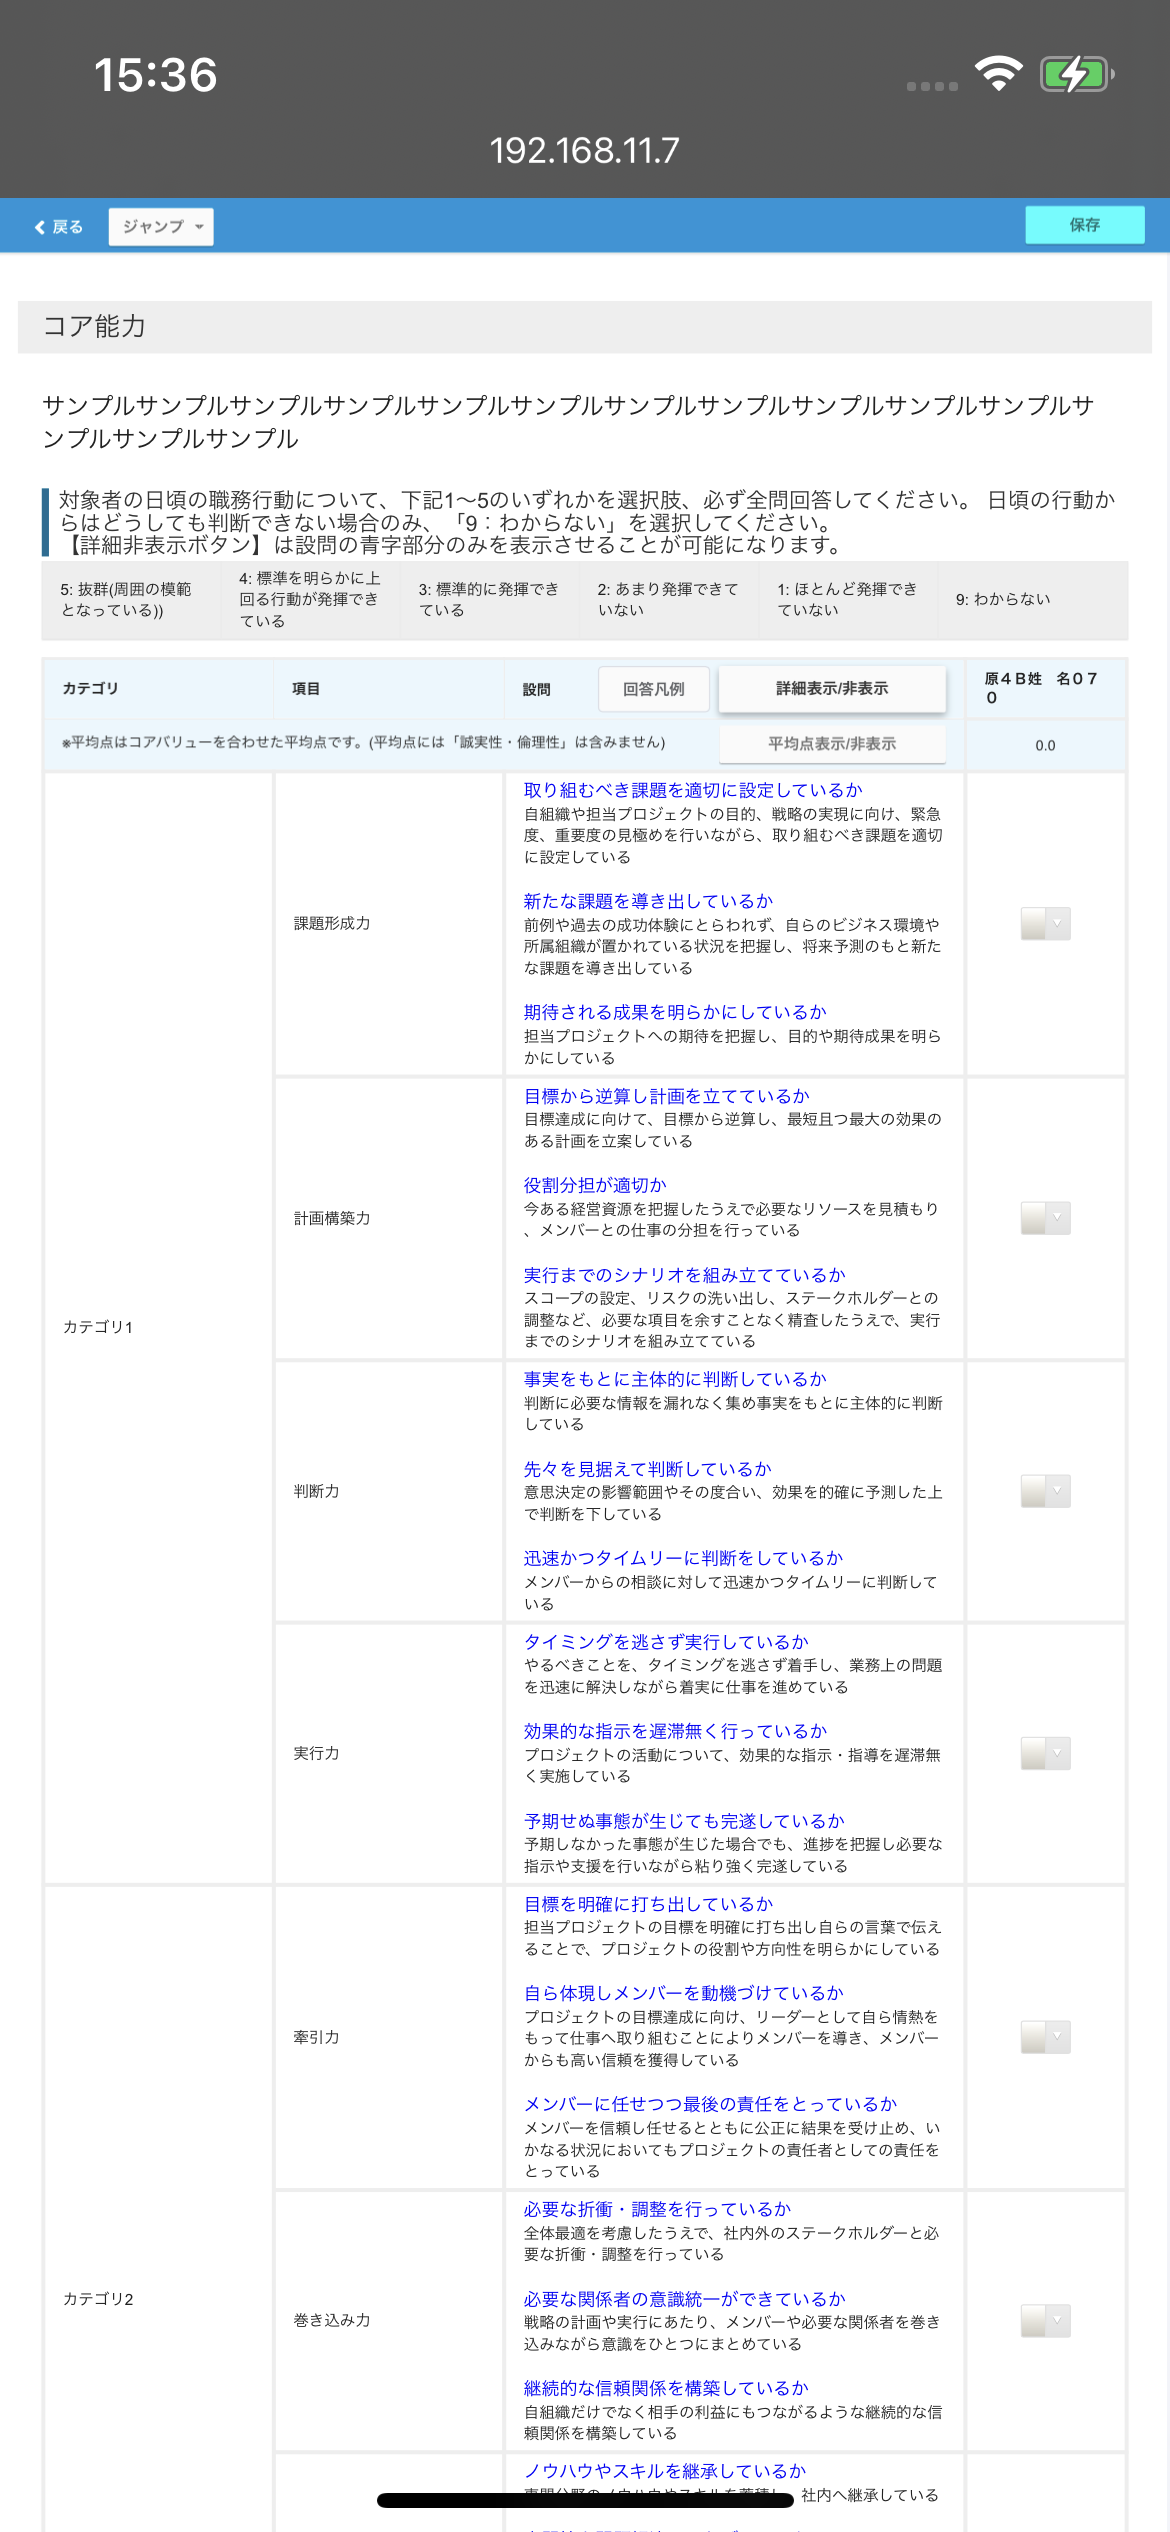 15:36
192.168.11.7
戻る
ジャンプ
保存
コア能力
サンプルサンプルサンプルサンプルサンプルサンプルサンプルサンプルサンプルサンプルサンプルサ
ンプルサンプルサンプル
対象者の日頃の職務行動について、下記1〜5のいずれかを選択肢、必ず全問回答してください。 日頃の行動か
らはどうしても判断できない場合のみ、「9：わからない」を選択してください。
【詳細非表示ボタン】は設問の青字部分のみを表示させることが可能になります。
5: 抜群(周囲の模範
となっている))
4: 標準を明らかに上
回る行動が発揮でき
ている
3: 標準的に発揮でき
ている
2: あまり発揮できて
いない
1: ほとんど発揮でき
ていない
9: わからない
カテゴリ
項目
設問
回答凡例
詳細表示/非表示
原４Ｂ姓　名０７
０
※平均点はコアバリューを合わせた平均点です。(平均点には「誠実性・倫理性」は含みません)
平均点表示/非表示
0.0
カテゴリ1
課題形成力
取り組むべき課題を適切に設定しているか
自組織や担当プロジェクトの目的、戦略の実現に向け、緊急
度、重要度の見極めを行いながら、取り組むべき課題を適切
に設定している
新たな課題を導き出しているか
前例や過去の成功体験にとらわれず、自らのビジネス環境や
所属組織が置かれている状況を把握し、将来予測のもと新た
な課題を導き出している
期待される成果を明らかにしているか
担当プロジェクトへの期待を把握し、目的や期待成果を明ら
かにしている
計画構築力
目標から逆算し計画を立てているか
目標達成に向けて、目標から逆算し、最短且つ最大の効果の
ある計画を立案している
役割分担が適切か
今ある経営資源を把握したうえで必要なリソースを見積もり
、メンバーとの仕事の分担を行っている
実行までのシナリオを組み立てているか
スコープの設定、リスクの洗い出し、ステークホルダーとの
調整など、必要な項目を余すことなく精査したうえで、実行
までのシナリオを組み立てている
判断力
事実をもとに主体的に判断しているか
判断に必要な情報を漏れなく集め事実をもとに主体的に判断
している
先々を見据えて判断しているか
意思決定の影響範囲やその度合い、効果を的確に予測した上
で判断を下している
迅速かつタイムリーに判断をしているか
メンバーからの相談に対して迅速かつタイムリーに判断して
いる
実行力
タイミングを逃さず実行しているか
やるべきことを、タイミングを逃さず着手し、業務上の問題
を迅速に解決しながら着実に仕事を進めている
効果的な指示を遅滞無く行っているか
プロジェクトの活動について、効果的な指示・指導を遅滞無
く実施している
予期せぬ事態が生じても完遂しているか
予期しなかった事態が生じた場合でも、進捗を把握し必要な
指示や支援を行いながら粘り強く完遂している
カテゴリ2
牽引力
目標を明確に打ち出しているか
担当プロジェクトの目標を明確に打ち出し自らの言葉で伝え
ることで、プロジェクトの役割や方向性を明らかにしている
自ら体現しメンバーを動機づけているか
プロジェクトの目標達成に向け、リーダーとして自ら情熱を
もって仕事へ取り組むことによりメンバーを導き、メンバー
からも高い信頼を獲得している
メンバーに任せつつ最後の責任をとっているか
メンバーを信頼し任せるとともに公正に結果を受け止め、い
かなる状況においてもプロジェクトの責任者としての責任を
とっている
巻き込み力
必要な折衝・調整を行っているか
全体最適を考慮したうえで、社内外のステークホルダーと必
要な折衝・調整を行っている
必要な関係者の意識統一ができているか
戦略の計画や実行にあたり、メンバーや必要な関係者を巻き
込みながら意識をひとつにまとめている
継続的な信頼関係を構築しているか
自組織だけでなく相手の利益にもつながるような継続的な信
頼関係を構築している
ノウハウやスキルを継承しているか
社内へ継承している